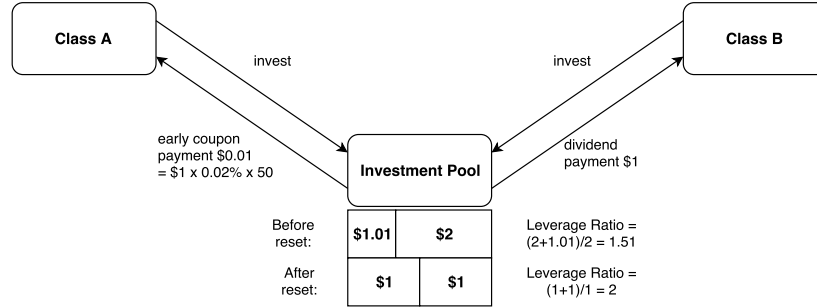 Class A
Class B
invest
invest
early coupon
payment $0.01
= $1 x 0.02% x 50
dividend
payment $1
Investment Pool
Before
reset:
$1.01
$2
Leverage Ratio =
(2+1.01)/2 = 1.51
After
reset:
$1
$1
Leverage Ratio =
(1+1)/1 = 2